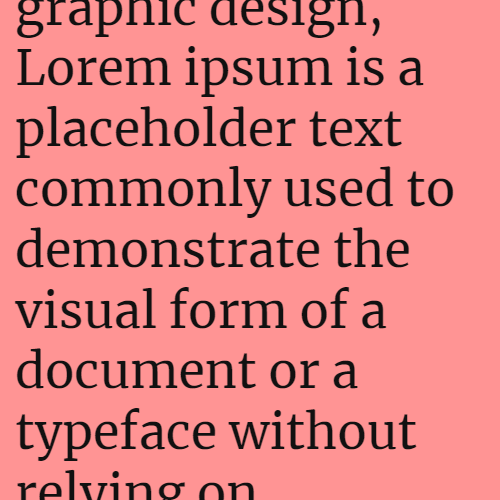 graphic design,
Lorem ipsum is a
placeholder text
commonly used to
demonstrate the
visual form of a
document or a
typeface without
relying on